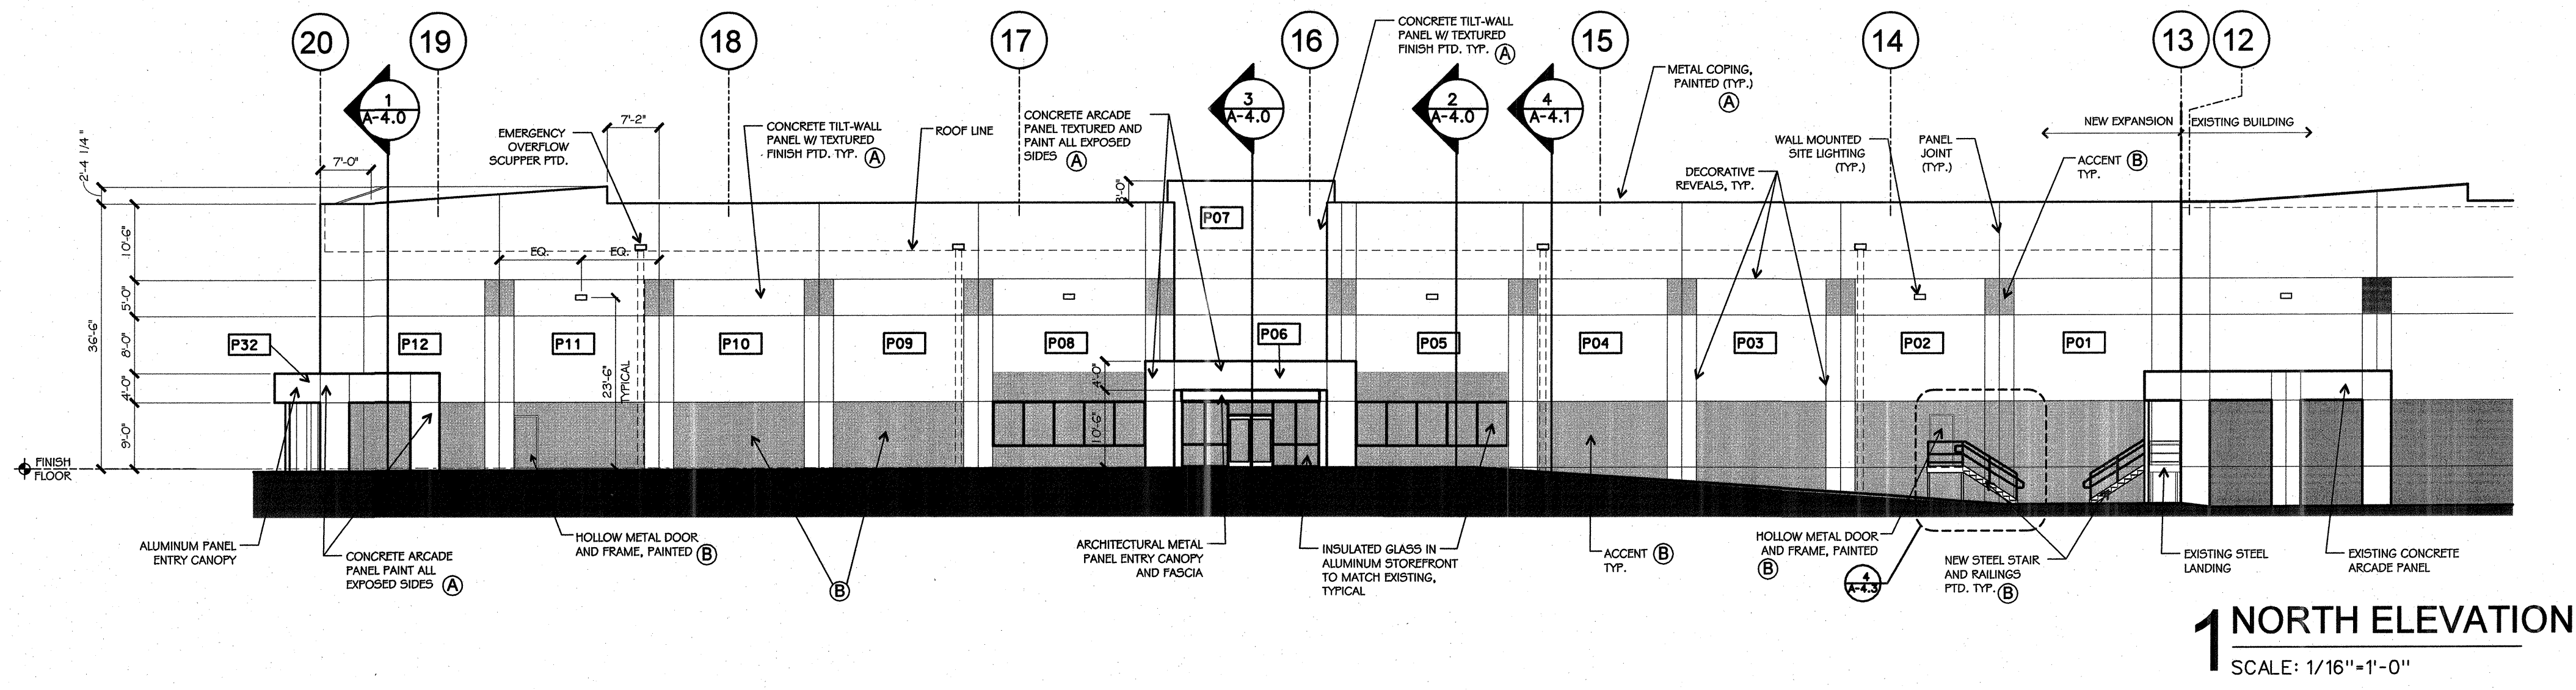 20
19
18
17
16
15
14
13
12
1
A-4.0
3
A-4.0
2
A-4.0
4
A-4.1
CONCRETE TILT-WALL
PANEL W/ TEXTURED
FINISH PTD. TYP. A
METAL COPING,
PAINTED (TYP.)
A
7'-2"
EMERGENCY
OVERFLOW
SCUPPER PTD.
CONCRETE TILT-WALL
PANEL W/ TEXTURED
FINISH PTD. TYP. A
ROOF LINE
CONCRETE ARCADE
PANEL TEXTURED AND
PAINT ALL EXPOSED
SIDES A
NEW EXPANSION
EXISTING BUILDING
WALL MOUNTED
SITE LIGHTING
(TYP.)
PANEL
JOINT
(TYP.)
ACCENT B
TYP.
DECORATIVE
REVEALS, TYP.
2'-4 1/4"
7'-0"
3'-0"
P07
36'-6"
10'-6"
5'-0"
8'-0"
4'-0"
9'-0"
EQ.
EQ.
23'-6"
TYPICAL
4'-0"
10'-6"
P32
P12
P11
P10
P09
P08
P06
P05
P04
P03
P02
P01
FINISH
FLOOR
ALUMINUM PANEL
ENTRY CANOPY
CONCRETE ARCADE
PANEL PAINT ALL
EXPOSED SIDES A
HOLLOW METAL DOOR
AND FRAME, PAINTED B
B
ARCHITECTURAL METAL
PANEL ENTRY CANOPY
AND FASCIA
INSULATED GLASS IN
ALUMINUM STOREFRONT
TO MATCH EXISTING,
TYPICAL
ACCENT B
TYP.
HOLLOW METAL DOOR
AND FRAME, PAINTED
B
4
A-4.3
NEW STEEL STAIR
AND RAILINGS
PTD. TYP. B
EXISTING STEEL
LANDING
EXISTING CONCRETE
ARCADE PANEL
1 NORTH ELEVATION
SCALE: 1/16"=1'-0"